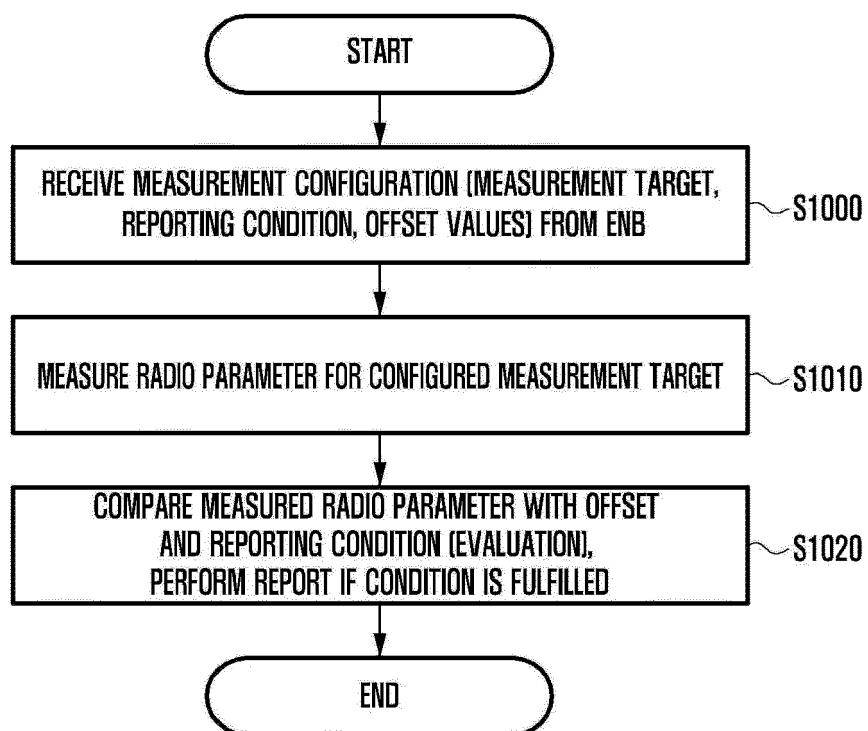 START
RECEIVE MEASUREMENT CONFIGURATION (MEASUREMENT TARGET,
REPORTING CONDITION, OFFSET VALUES) FROM ENB
S1000
MEASURE RADIO PARAMETER FOR CONFIGURED MEASUREMENT TARGET
S1010
COMPARE MEASURED RADIO PARAMETER WITH OFFSET
AND REPORTING CONDITION (EVALUATION),
PERFORM REPORT IF CONDITION IS FULFILLED
S1020
END